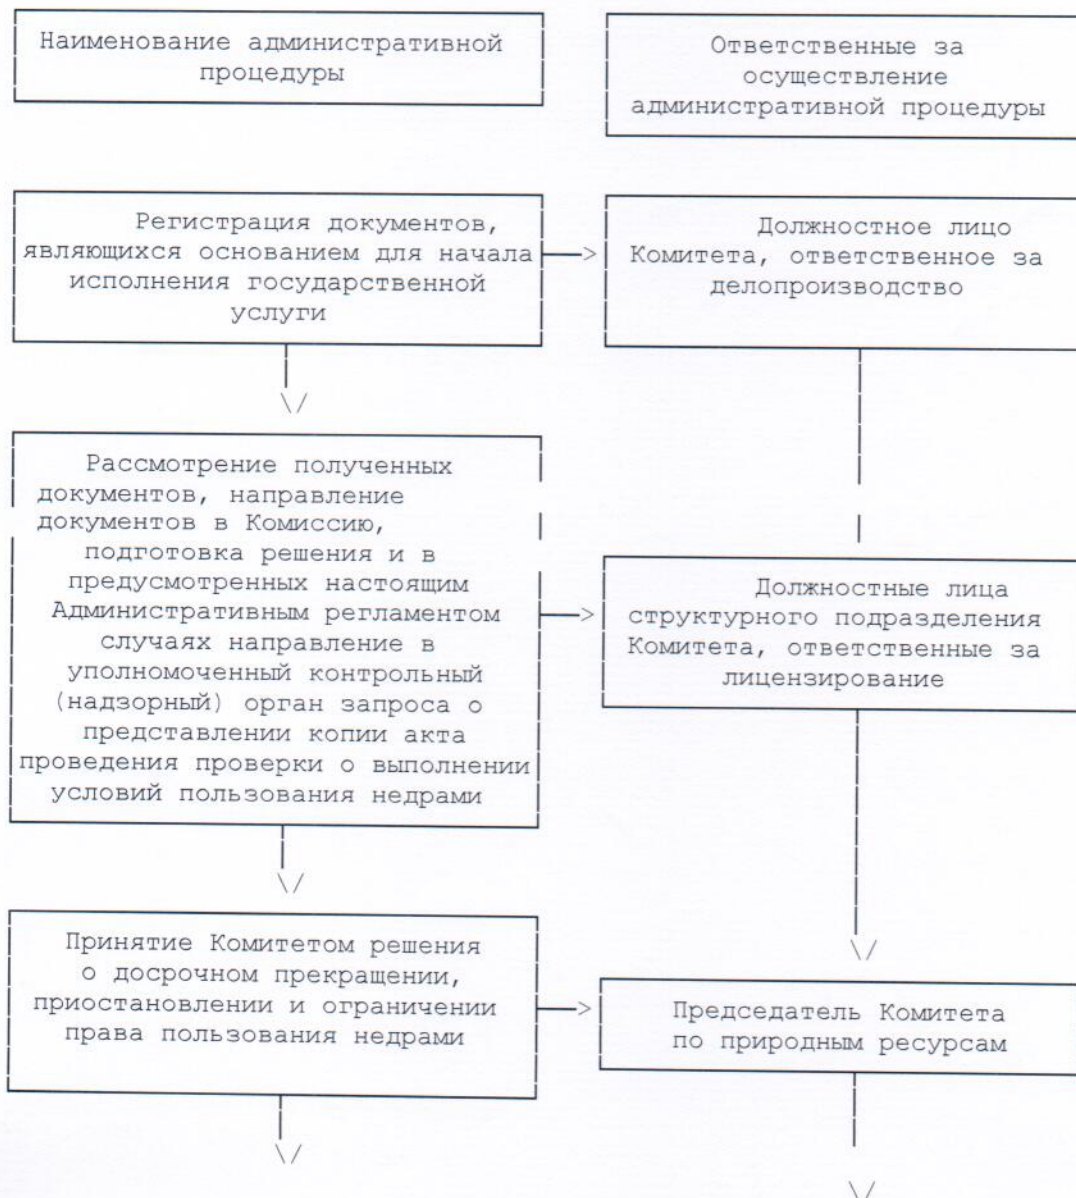 Наименование административной
процедуры
Ответственные за
осуществление
административной процедуры
Регистрация документов,
являющихся основанием для начала
исполнения государственной
услуги
Должностное лицо
Комитета, ответственное за
делопроизводство
Рассмотрение полученных
документов, направление
документов в Комиссию,
подготовка решения и в
предусмотренных настоящим
Административным регламентом
случаях направление в
уполномоченный контрольный
(надзорный) орган запроса о
представлении копии акта
проведения проверки о выполнении
условий пользования недрами
Должностные лица
структурного подразделения
Комитета, ответственные за
лицензирование
Принятие Комитетом решения
о досрочном прекращении,
приостановлении и ограничении
права пользования недрами
Председатель Комитета
по природным ресурсам